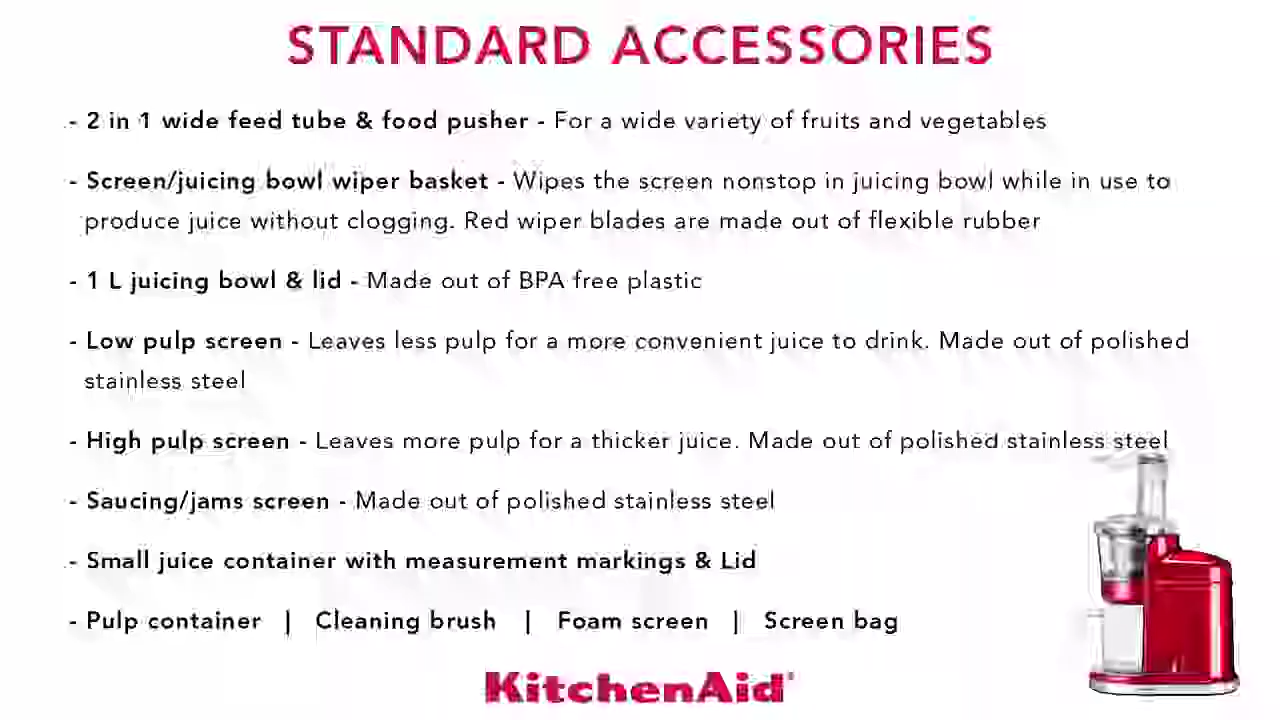 STANDARD ACCESSORIES
- 2 in 1 wide feed tube & food pusher - For a wide variety of fruits and vegetables
- Screen/juicing bowl wiper basket - Wipes the screen nonstop in juicing bowl while in use to
produce juice without clogging. Red wiper blades are made out of flexible rubber
- 1 L juicing bowl & lid - Made out of BPA free plastic
- Low pulp screen - Leaves less pulp for a more convenient juice to drink. Made out of polished
stainless steel
- High pulp screen - Leaves more pulp for a thicker juice. Made out of polished stainless steel
- Saucing/jams screen - Made out of polished stainless steel
- Small juice container with measurement markings & Lid
- Pulp container | Cleaning brush | Foam screen | Screen bag
KitchenAid